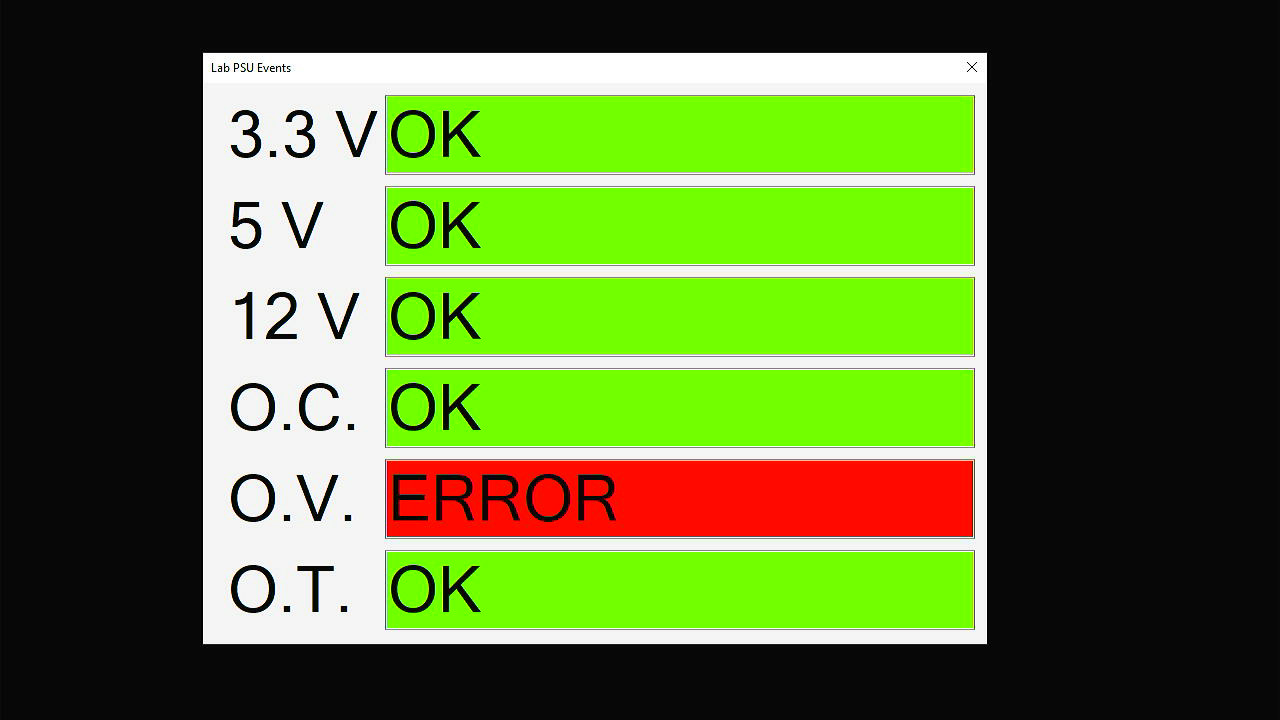 Lab PSU Events
3.3 V OK
5 V OK
12 V OK
O.C. OK
O.V. ERROR
O.T. OK